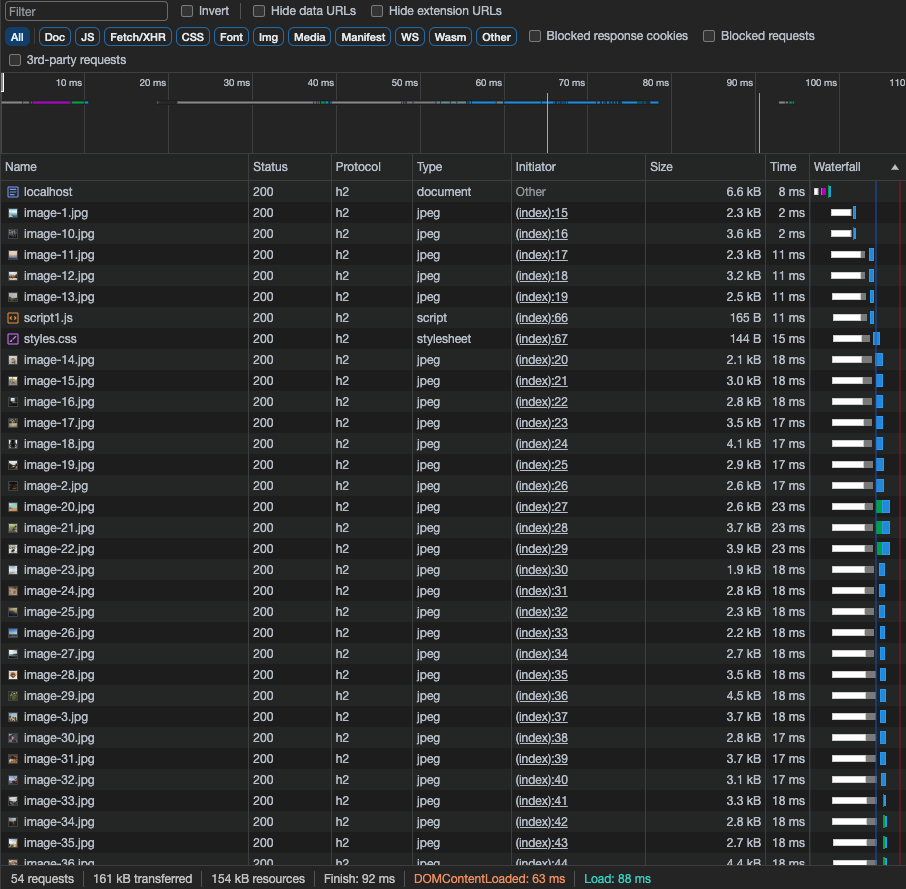 Filter Invert Hide data URLs Hide extension URLs
All Doc JS Fetch/XHR CSS Font Img Media Manifest WS Wasm Other Blocked response cookies Blocked requests
3rd-party requests
10 ms 20 ms 30 ms 40 ms 50 ms 60 ms 70 ms 80 ms 90 ms 100 ms 110
Name Status Protocol Type Initiator Size Time Waterfall
localhost 200 h2 document Other 6.6 kB 8 ms
image-1.jpg 200 h2 jpeg (index):15 2.3 kB 2 ms
image-10.jpg 200 h2 jpeg (index):16 3.6 kB 2 ms
image-11.jpg 200 h2 jpeg (index):17 2.3 kB 11 ms
image-12.jpg 200 h2 jpeg (index):18 3.2 kB 11 ms
image-13.jpg 200 h2 jpeg (index):19 2.5 kB 11 ms
script1.js 200 h2 script (index):66 165 B 11 ms
styles.css 200 h2 stylesheet (index):67 144 B 15 ms
image-14.jpg 200 h2 jpeg (index):20 2.1 kB 18 ms
image-15.jpg 200 h2 jpeg (index):21 3.0 kB 18 ms
image-16.jpg 200 h2 jpeg (index):22 2.8 kB 18 ms
image-17.jpg 200 h2 jpeg (index):23 3.5 kB 17 ms
image-18.jpg 200 h2 jpeg (index):24 4.1 kB 17 ms
image-19.jpg 200 h2 jpeg (index):25 2.9 kB 17 ms
image-2.jpg 200 h2 jpeg (index):26 2.6 kB 17 ms
image-20.jpg 200 h2 jpeg (index):27 2.6 kB 23 ms
image-21.jpg 200 h2 jpeg (index):28 3.7 kB 23 ms
image-22.jpg 200 h2 jpeg (index):29 3.9 kB 23 ms
image-23.jpg 200 h2 jpeg (index):30 1.9 kB 18 ms
image-24.jpg 200 h2 jpeg (index):31 2.8 kB 18 ms
image-25.jpg 200 h2 jpeg (index):32 2.3 kB 18 ms
image-26.jpg 200 h2 jpeg (index):33 2.2 kB 18 ms
image-27.jpg 200 h2 jpeg (index):34 2.7 kB 18 ms
image-28.jpg 200 h2 jpeg (index):35 3.5 kB 18 ms
image-29.jpg 200 h2 jpeg (index):36 4.5 kB 18 ms
image-3.jpg 200 h2 jpeg (index):37 3.7 kB 18 ms
image-30.jpg 200 h2 jpeg (index):38 2.8 kB 17 ms
image-31.jpg 200 h2 jpeg (index):39 3.7 kB 17 ms
image-32.jpg 200 h2 jpeg (index):40 3.1 kB 17 ms
image-33.jpg 200 h2 jpeg (index):41 3.3 kB 18 ms
image-34.jpg 200 h2 jpeg (index):42 2.8 kB 18 ms
image-35.jpg 200 h2 jpeg (index):43 2.7 kB 18 ms
image-36.jpg 200 h2 jpeg (index):44 4.4 kB 18 ms
54 requests 161 kB transferred 154 kB resources Finish: 92 ms DOMContentLoaded: 63 ms Load: 88 ms